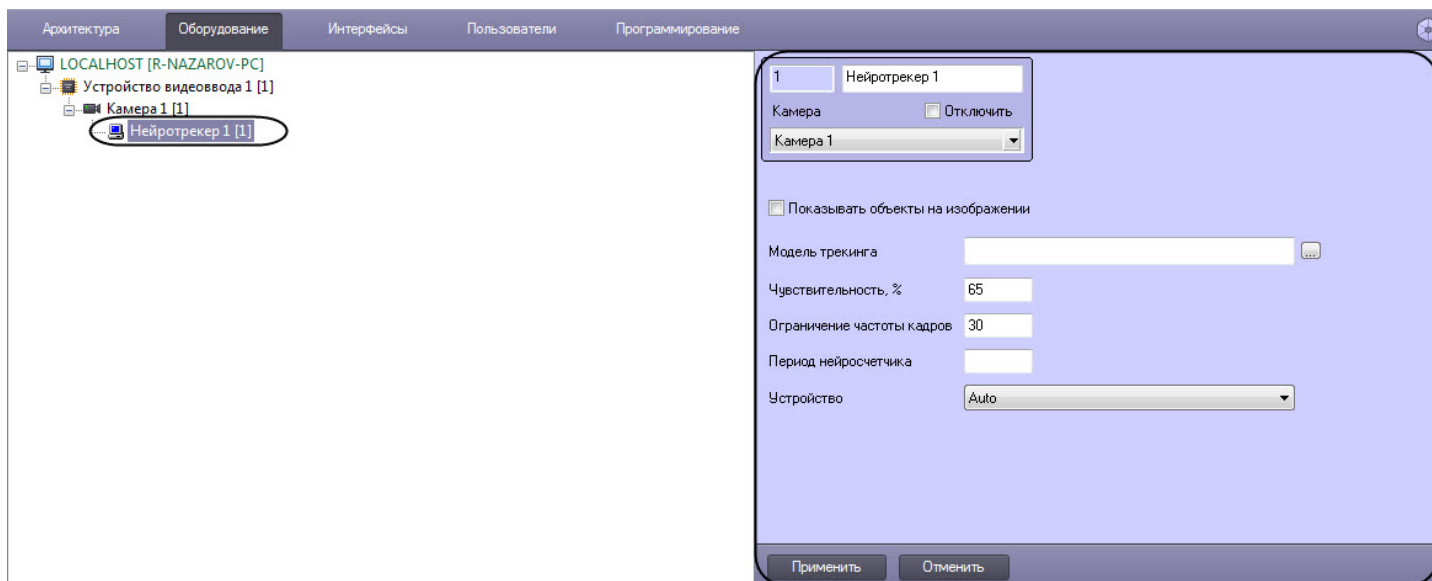 Архитектура Оборудование Интерфейсы Пользователи Программирование
LOCALHOST [R-NAZAROV-PC]
Устройство видеоввода 1 [1]
Камера 1 [1]
Нейротрекер 1 [1]
1 Нейротрекер 1
Камера Отключить
Камера 1
Показывать объекты на изображении
Модель трекинга ...
Чувствительность, % 65
Ограничение частоты кадров 30
Период нейросчетчика
Устройство Auto
Применить Отменить